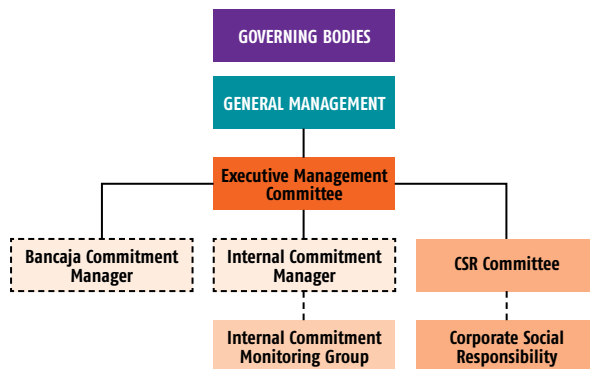 GOVERNING BODIES
GENERAL MANAGEMENT
Executive Management
Committee
Bancaja Commitment
Manager
Internal Commitment
Manager
CSR Committee
Internal Commitment
Monitoring Group
Corporate Social
Responsibility